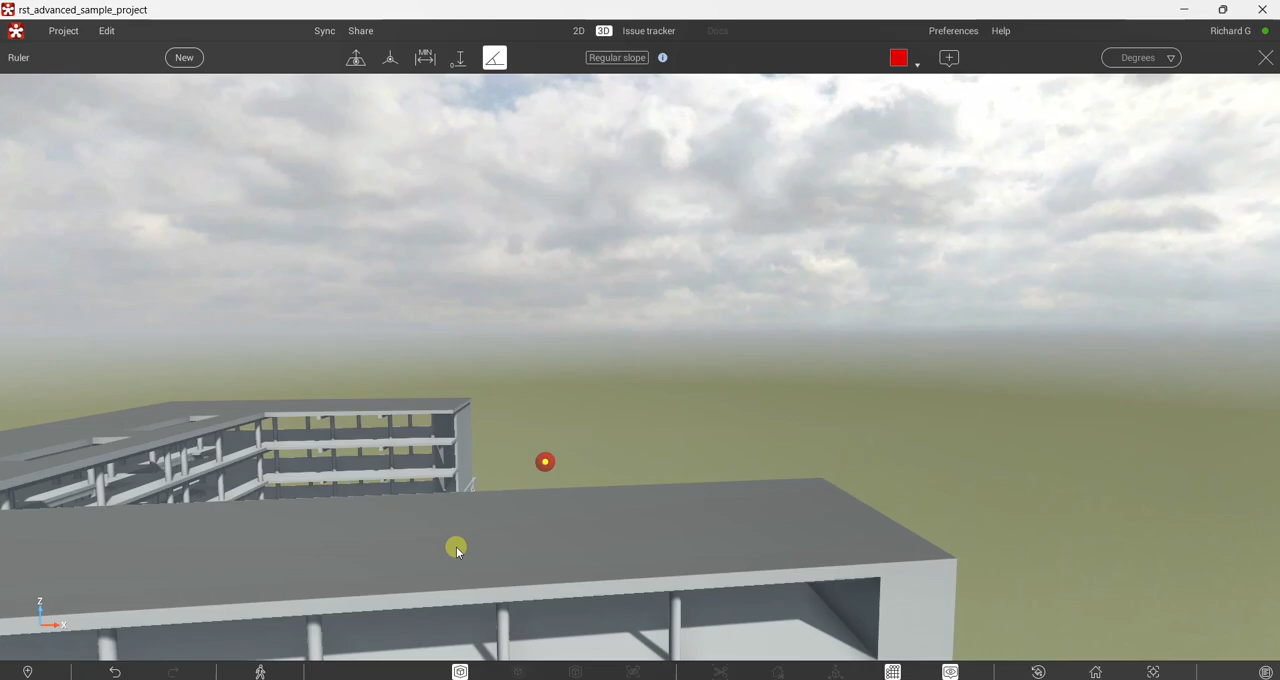 rst_advanced_sample_project
Project Edit Sync Share 2D 3D Issue tracker Docs Preferences Help Richard G
Ruler New MIN Regular slope i Degrees
Z
X